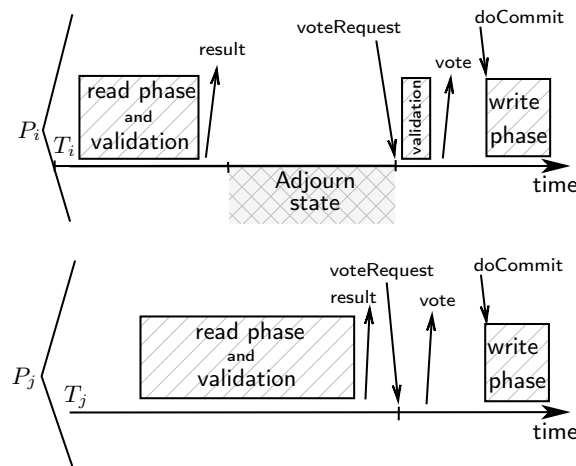 doCommit
voteRequest
result
vote
read phase
and
validation
validation
write
phase
P_i
T_i
Adjourn
state
time
doCommit
voteRequest
result
vote
read phase
and
validation
write
phase
P_j
T_j
time